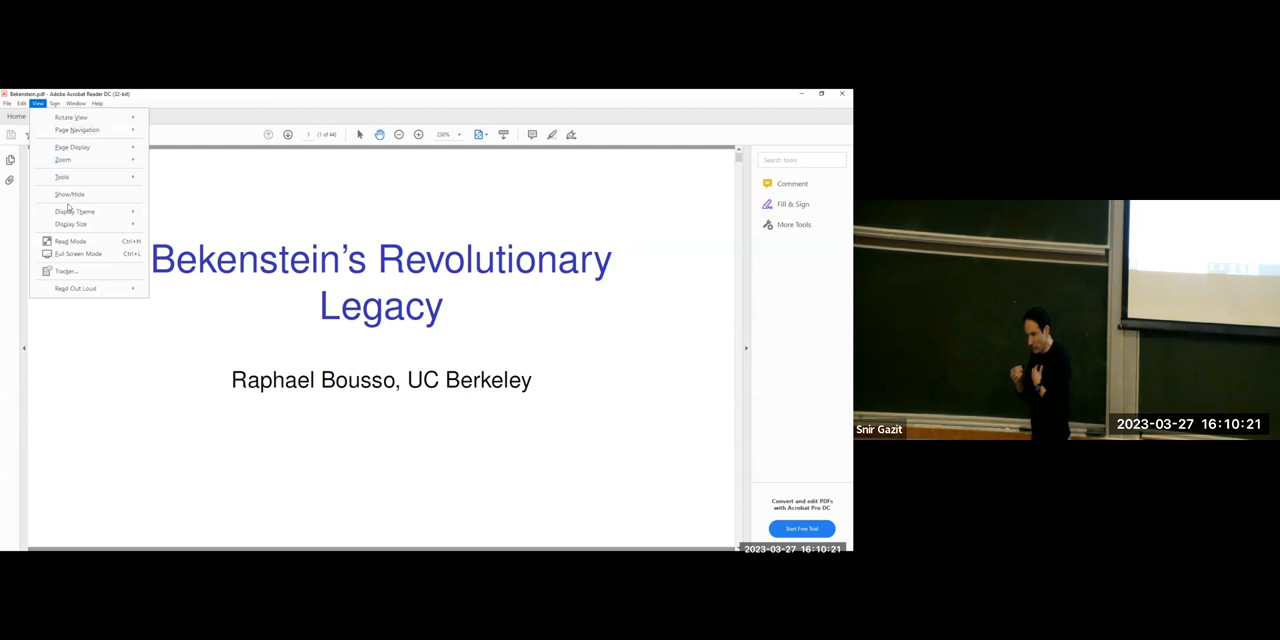 Bekenstein.pdf - Adobe Acrobat Reader DC (32-bit)
File Edit View Sign Window Help
Home
1 (1 of 44) 238%
Rotate View
Page Navigation
Page Display
Zoom
Tools
Show/Hide
Display Theme
Display Size
Read Mode Ctrl+H
Full Screen Mode Ctrl+L
Tracker...
Read Out Loud
Bekenstein's Revolutionary
Legacy
Raphael Bousso, UC Berkeley
Search tools
Comment
Fill & Sign
More Tools
Convert and edit PDFs
with Acrobat Pro DC
Start Free Trial
2023-03-27 16:10:21
Snir Gazit
2023-03-27 16:10:21